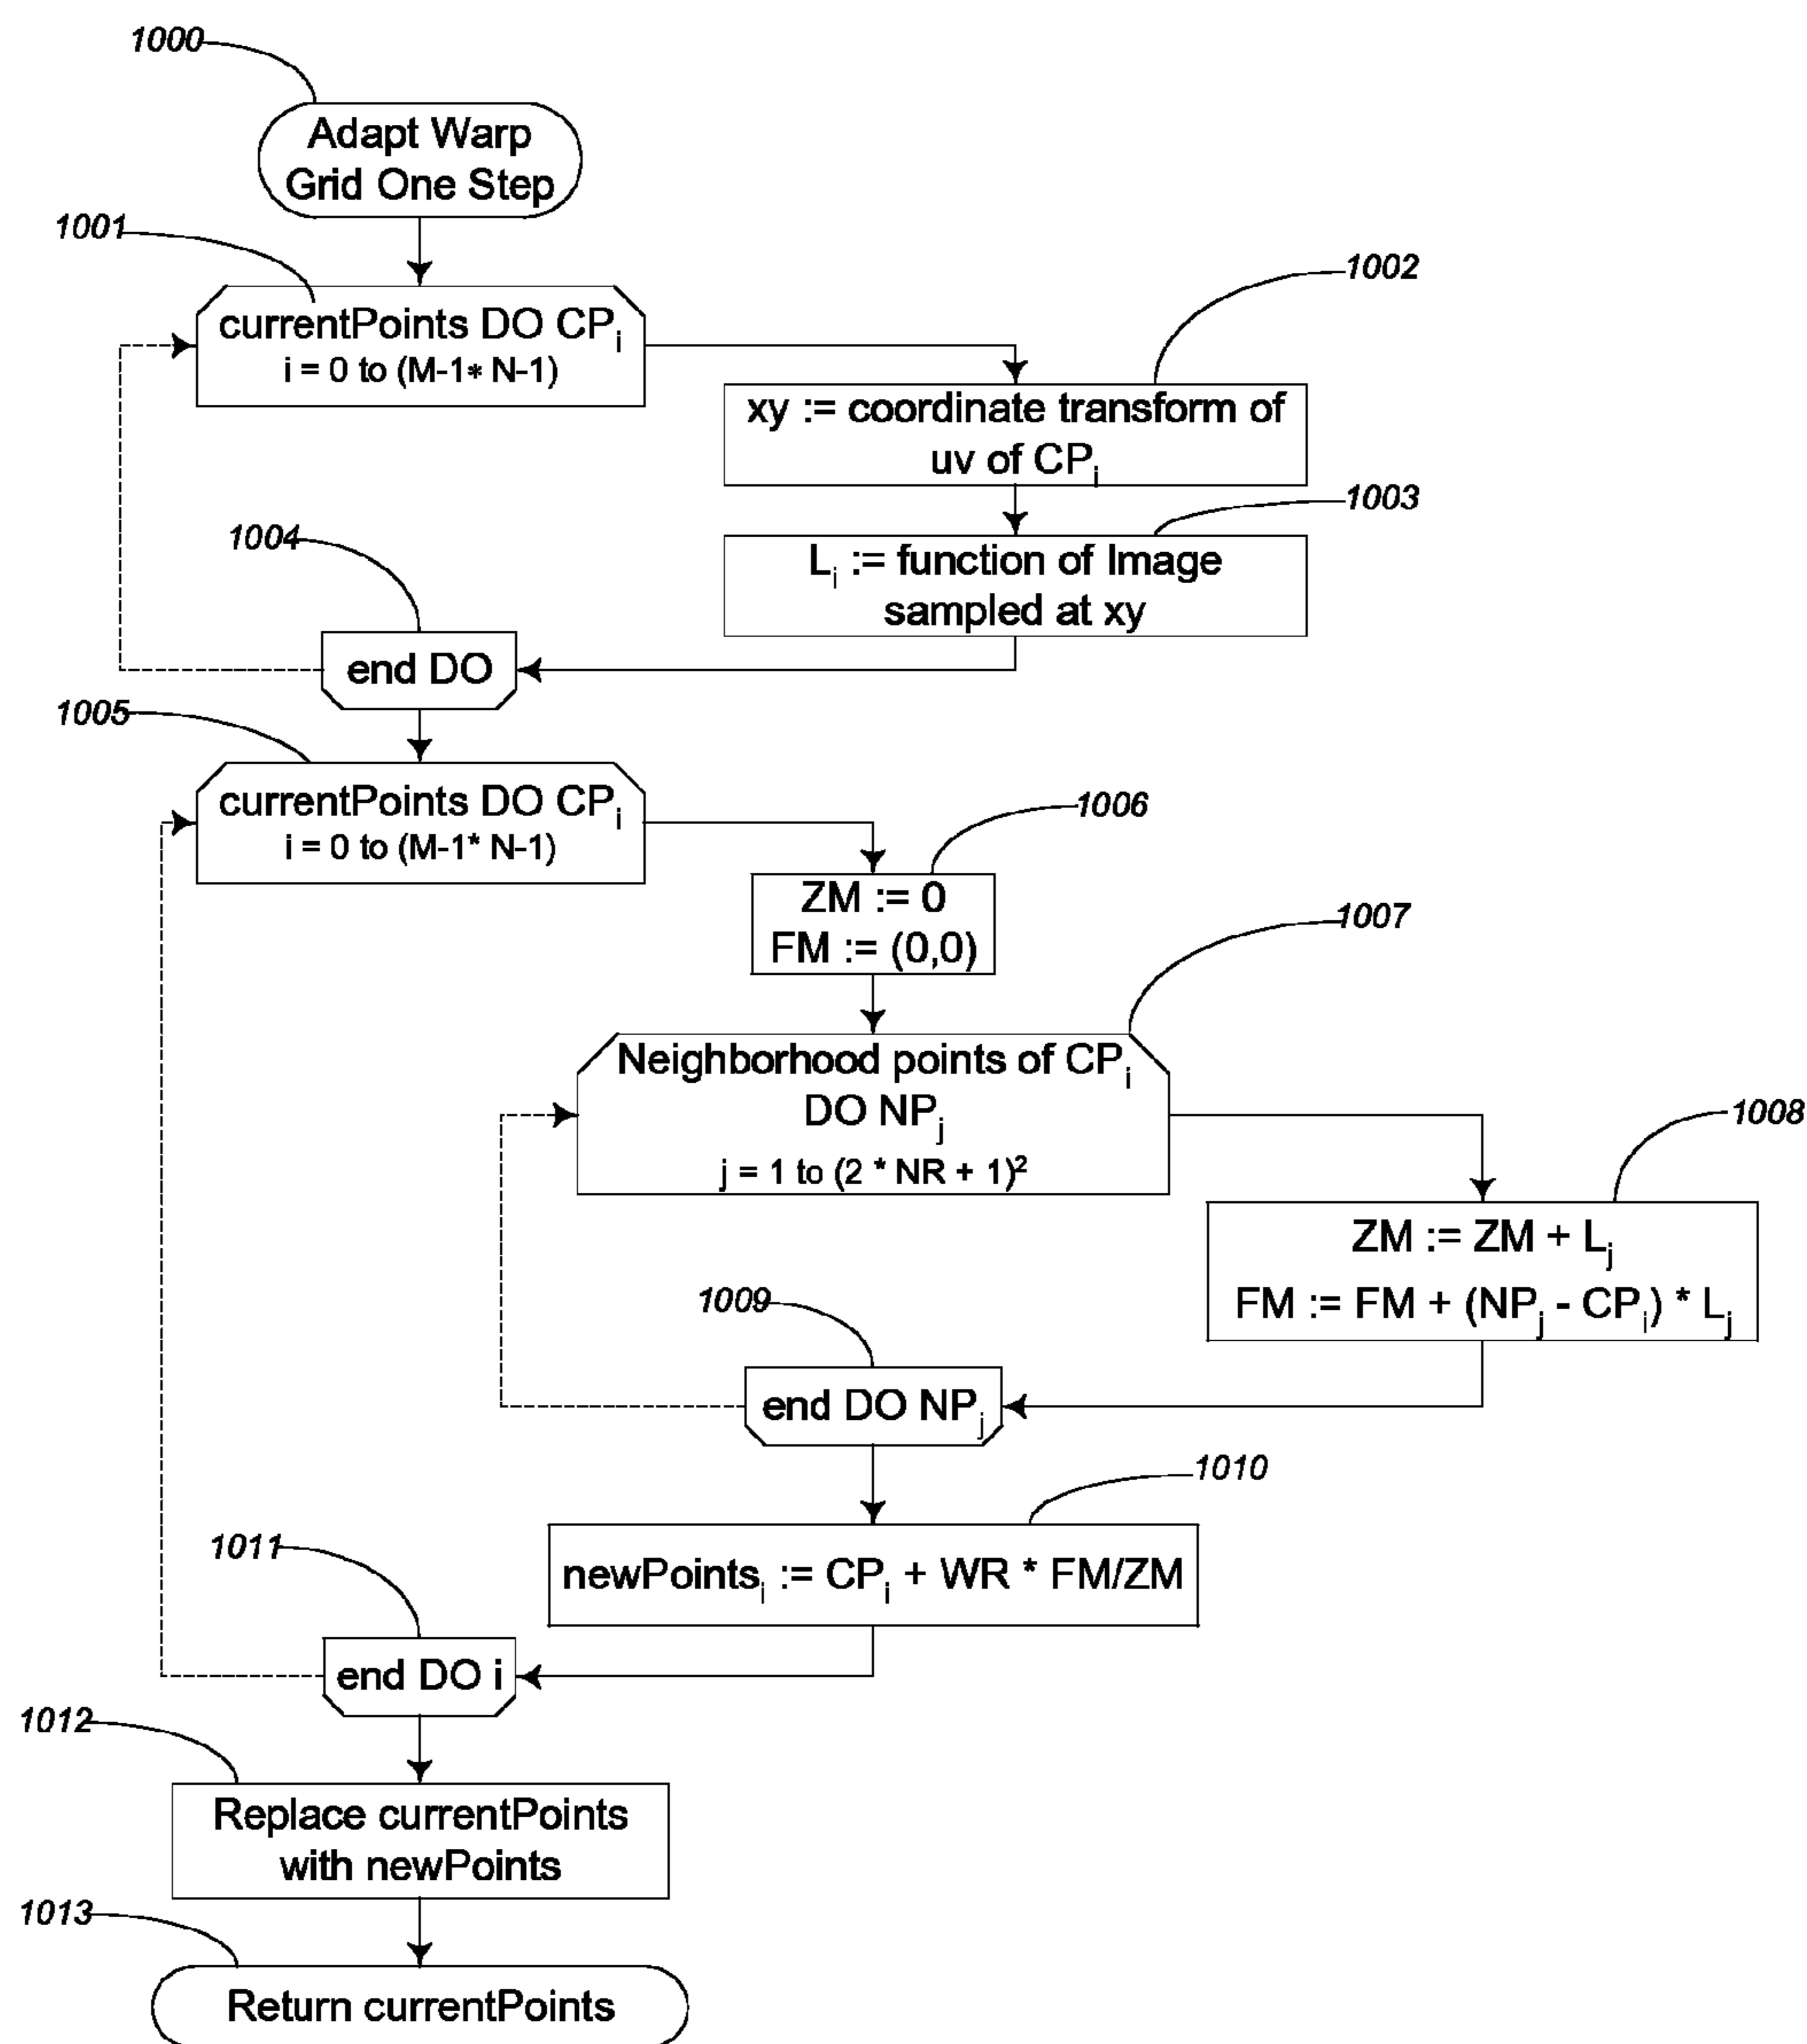 1000
Adapt Warp
Grid One Step
1001
currentPoints DO CPi
i = 0 to (M-1* N-1)
1002
xy := coordinate transform of
uv of CPi
1003
Li := function of Image
sampled at xy
1004
end DO
1005
currentPoints DO CPi
i = 0 to (M-1* N-1)
1006
ZM := 0
FM := (0,0)
1007
Neighborhood points of CPi
DO NPj
j = 1 to (2 * NR + 1)²
1008
ZM := ZM + Lj
FM := FM + (NPj - CPi) * Lj
1009
end DO NPj
1010
newPointsi := CPi + WR * FM/ZM
1011
end DO i
1012
Replace currentPoints
with newPoints
1013
Return currentPoints